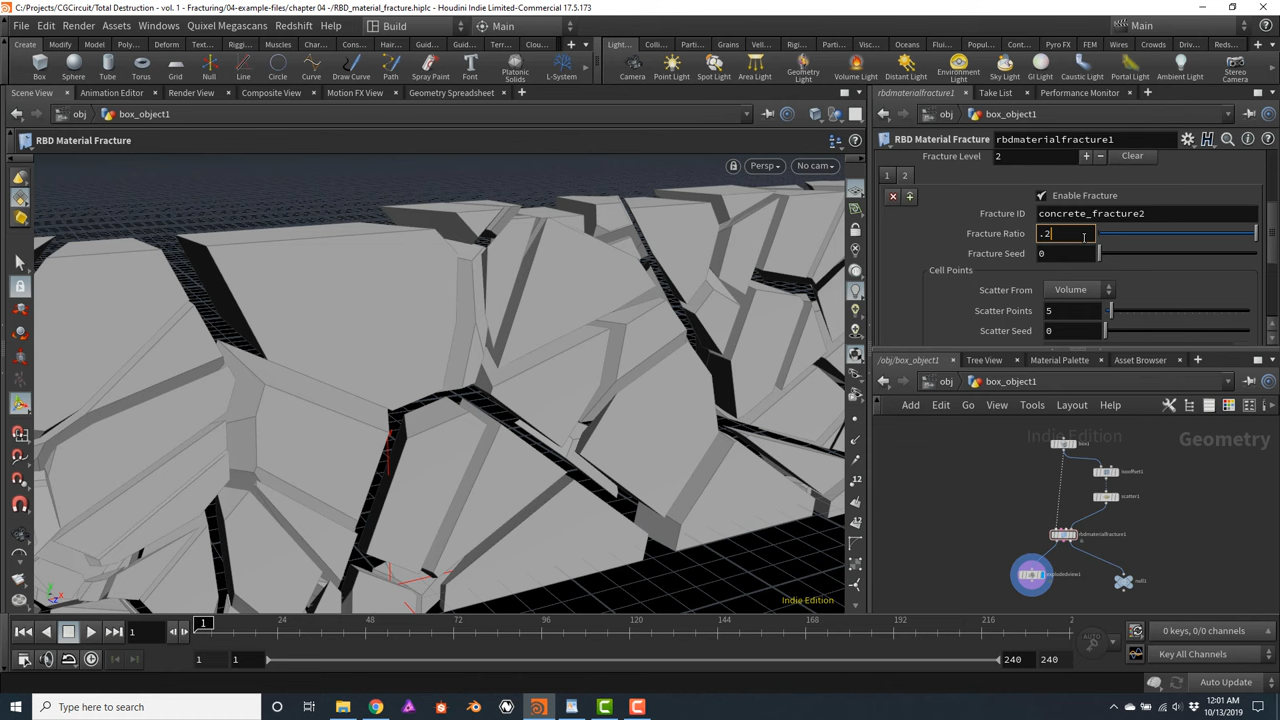 C:/Projects/CGCircuit/Total Destruction - vol. 1 - Fracturing/04-example-files/chapter 04 -/RBD_material_fracture.hiplc - Houdini Indie Limited-Commercial 17.5.173
File Edit Render Assets Windows Quixel Megascans Redshift Help Build Main Main
Create Modify Model Poly... Deform Text... Riggi... Muscles Char... Cons... Hair... Guid... Guid... Terr... Clou... Light... Colli... Parti... Grains Vell... Rigi... Parti... Visc... Oceans Flui... Popul... Cont... Pyro FX FEM Wires Crowds Driv... Reds...
Box Sphere Tube Torus Grid Null Line Circle Curve Draw Curve Path Spray Paint Font Platonic Solids L-System Camera Point Light Spot Light Area Light Geometry Light Volume Light Distant Light Environment Light Sky Light GI Light Caustic Light Portal Light Ambient Light Stereo Camera
Scene View Animation Editor Render View Composite View Motion FX View Geometry Spreadsheet
obj box_object1
RBD Material Fracture
Persp No cam
Indie Edition
rbdmaterialfracture1 Take List Performance Monitor
obj box_object1
RBD Material Fracture rbdmaterialfracture1
Fracture Level 2 Clear
1 2
Enable Fracture
Fracture ID concrete_fracture2
Fracture Ratio .2
Fracture Seed 0
Cell Points
Scatter From Volume
Scatter Points 5
Scatter Seed 0
/obj/box_object1 Tree View Material Palette Asset Browser
obj box_object1
Add Edit Go View Tools Layout Help
Indie Edition Geometry
box1
scatter1
rbdmaterialfracture1
explodedview1
null1
1 1 24 48 72 96 120 144 168 192 216 2
1 1 240 240
0 keys, 0/0 channels
Key All Channels
Auto Update
Type here to search
12:01 AM
10/13/2019